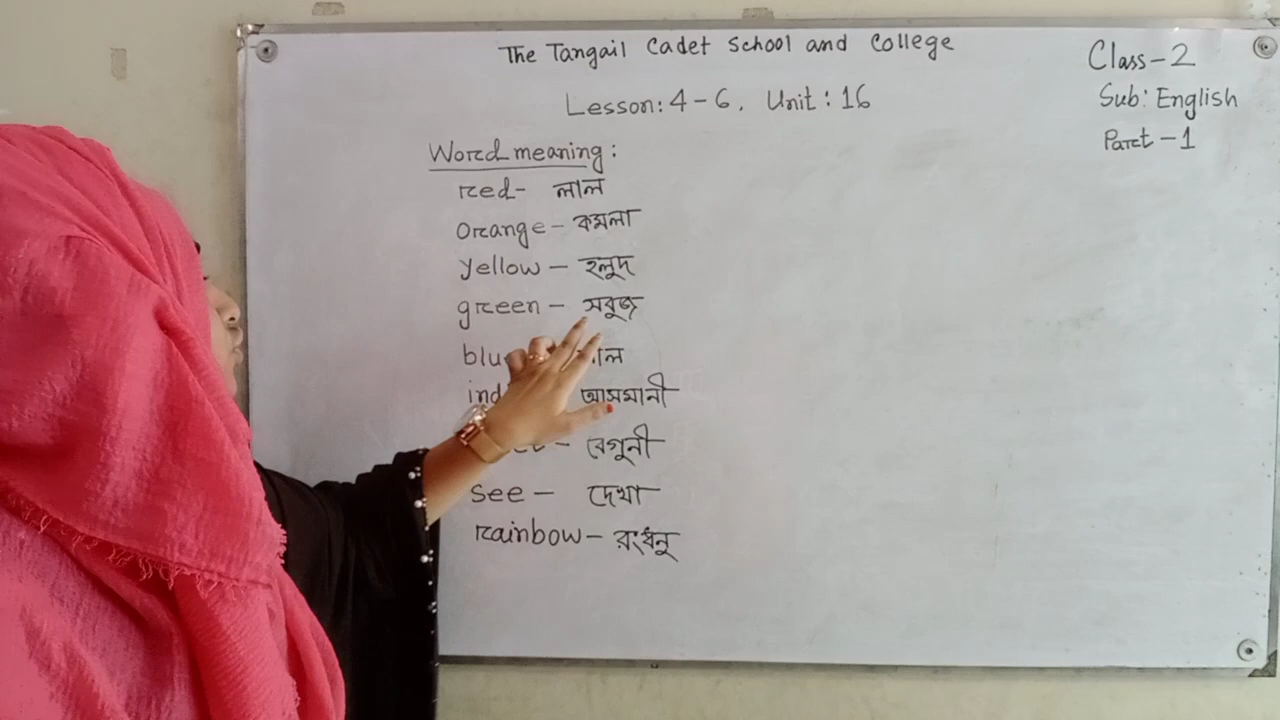 The Tangail Cadet School and College
Class-2
Lesson: 4-6, Unit: 16
Sub: English
Part-1
Word meaning:
red- লাল
orange- কমলা
yellow- হলুদ
green- সবুজ
আসমানী
- বেগুনী
see- দেখা
rainbow- রংধনু